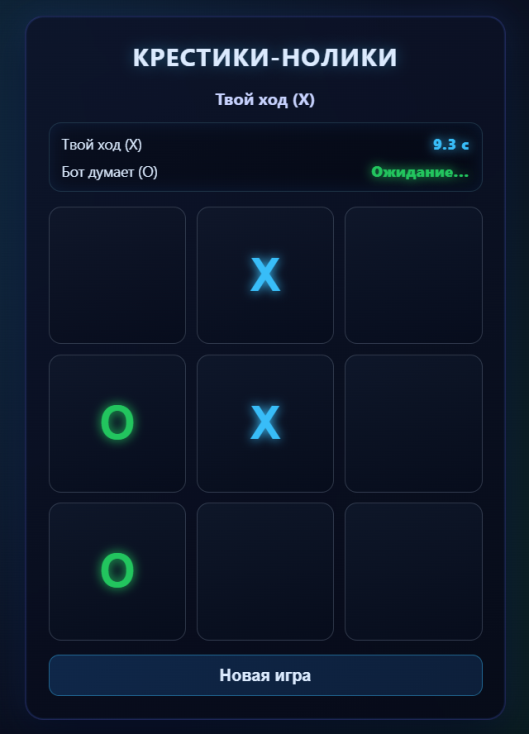 КРЕСТИКИ-НОЛИКИ
Твой ход (X)
Твой ход (X) 9.3 с
Бот думает (O) Ожидание...
X
O X
O
Новая игра